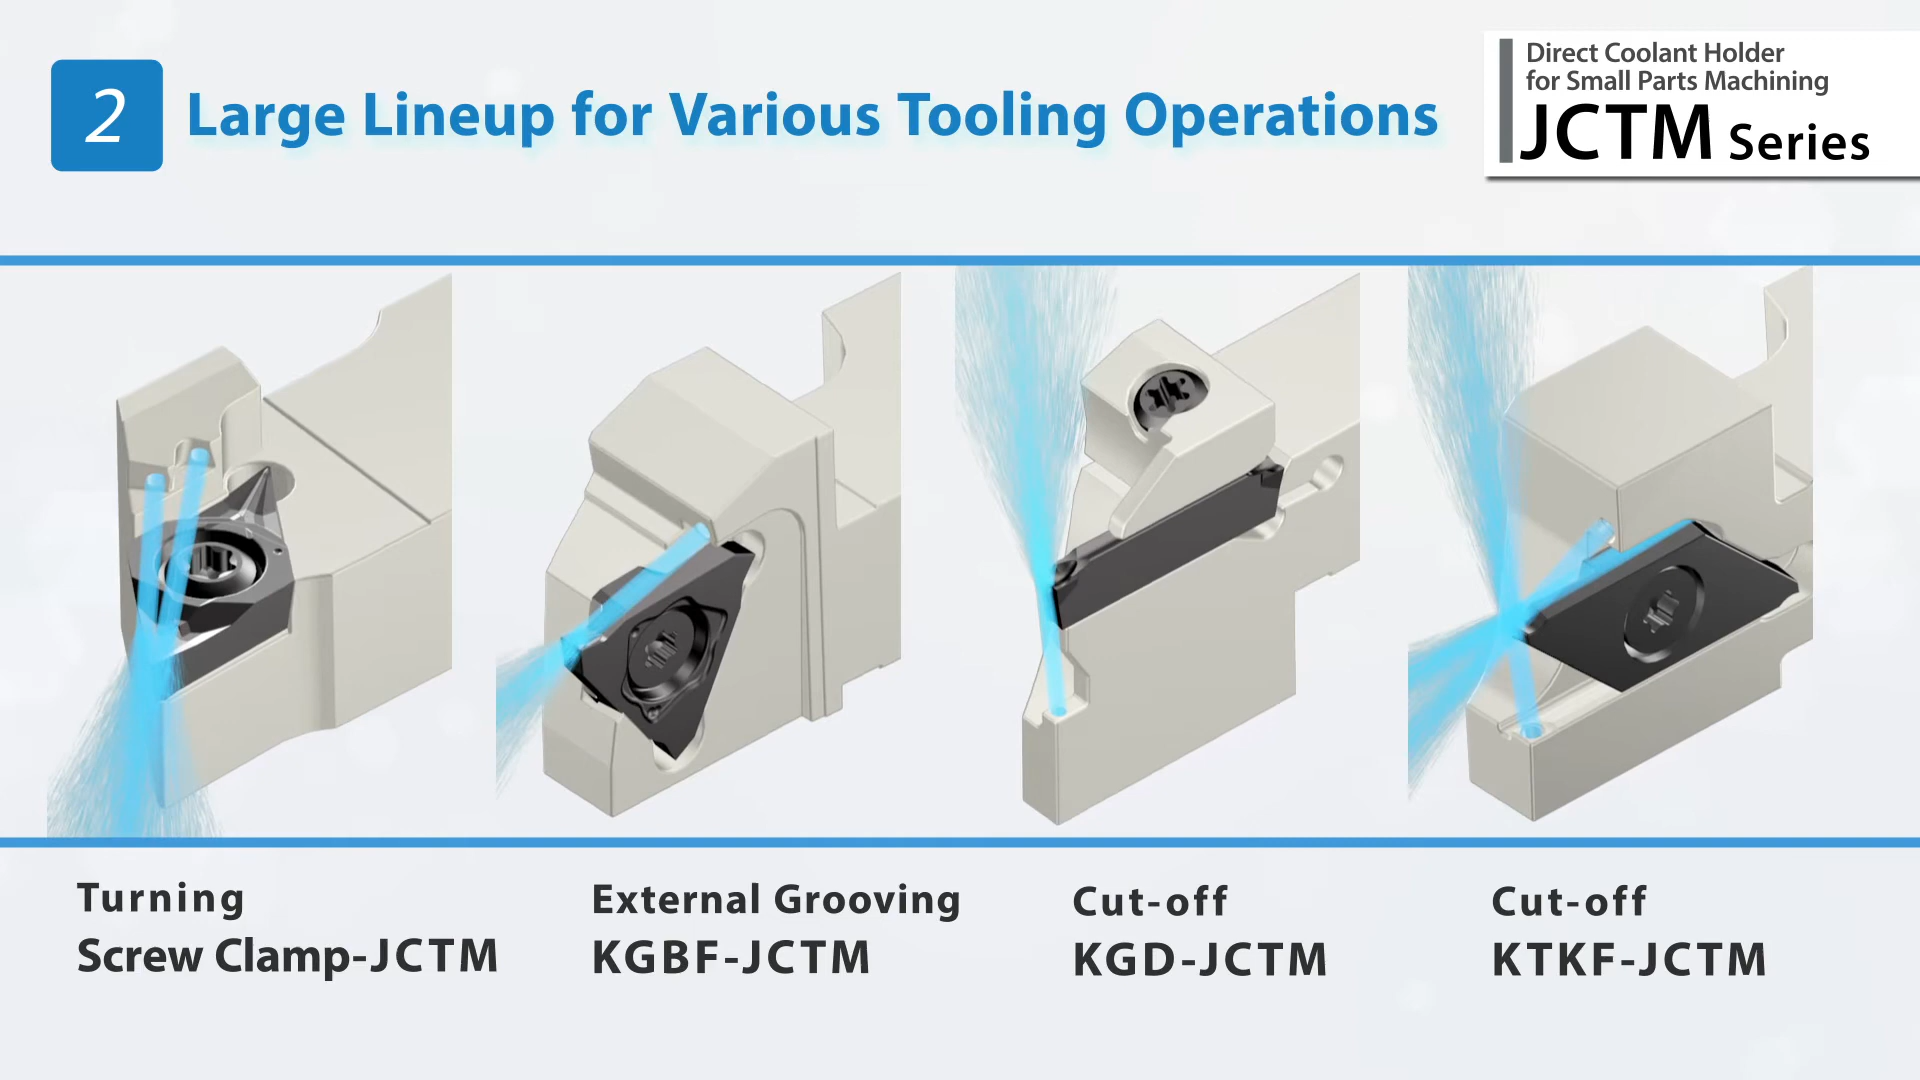 2
Large Lineup for Various Tooling Operations
Direct Coolant Holder
for Small Parts Machining
JCTM Series
Turning
Screw Clamp-JCTM
External Grooving
KGBF-JCTM
Cut-off
KGD-JCTM
Cut-off
KTKF-JCTM